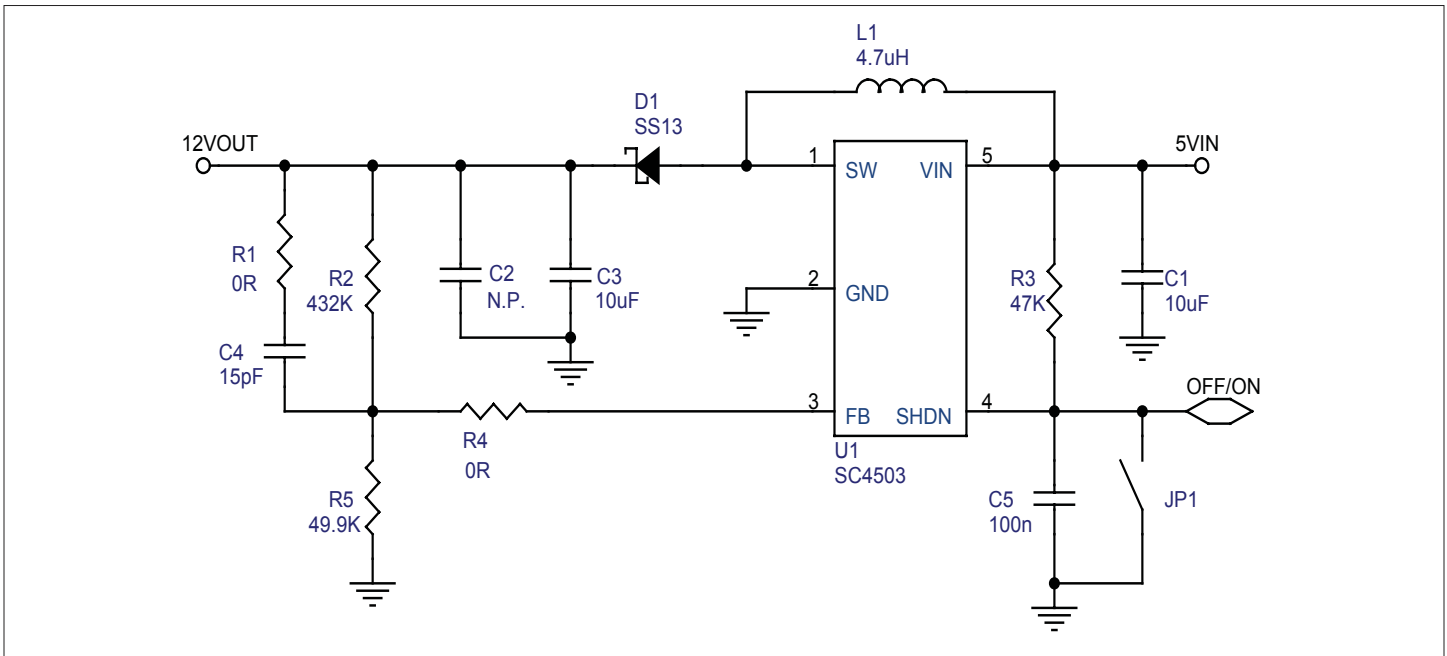 L1
4.7uH
D1
SS13
12VOUT
5VIN
1
SW
VIN
5
R1
0R
R2
432K
C2
N.P.
C3
10uF
2
GND
R3
47K
C1
10uF
C4
15pF
OFF/ON
3
FB
SHDN
4
R4
0R
U1
SC4503
R5
49.9K
C5
100n
JP1